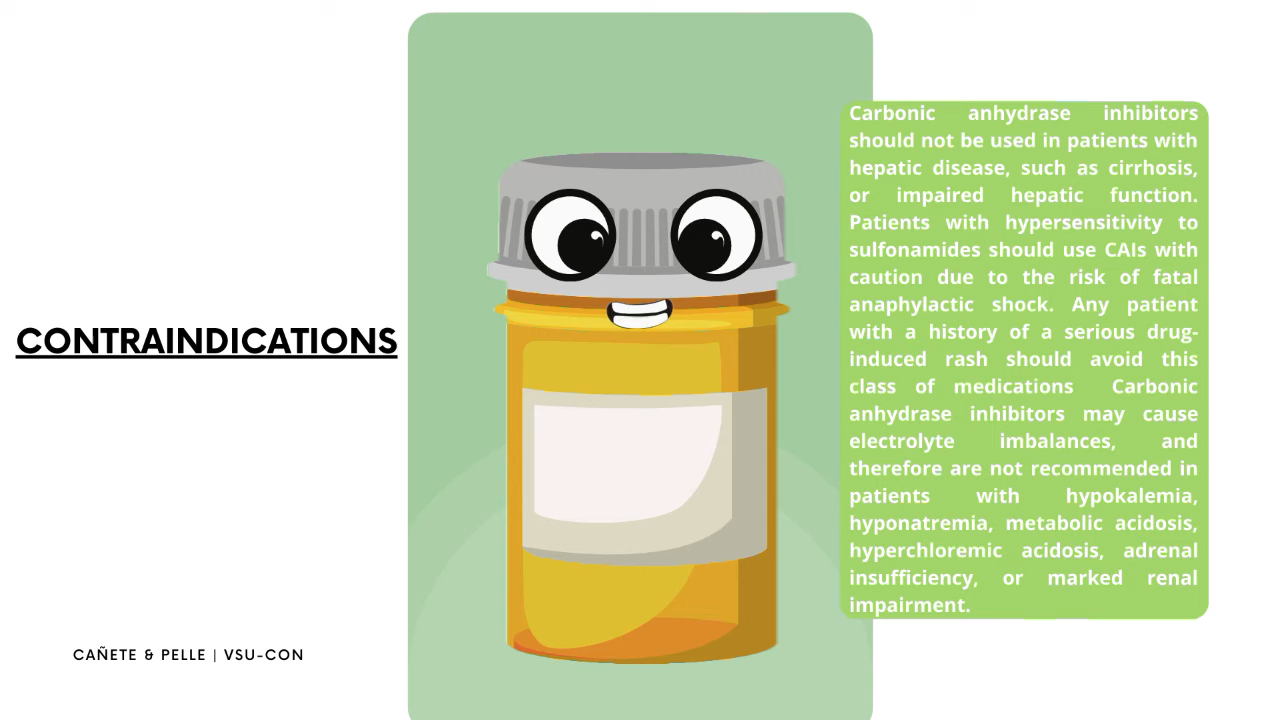 CONTRAINDICATIONS
CAÑETE & PELLE | VSU-CON
Carbonic anhydrase inhibitors
should not be used in patients with
hepatic disease, such as cirrhosis,
or impaired hepatic function.
Patients with hypersensitivity to
sulfonamides should use CAIs with
caution due to the risk of fatal
anaphylactic shock. Any patient
with a history of a serious drug-
induced rash should avoid this
class of medications Carbonic
anhydrase inhibitors may cause
electrolyte imbalances, and
therefore are not recommended in
patients with hypokalemia,
hyponatremia, metabolic acidosis,
hyperchloremic acidosis, adrenal
insufficiency, or marked renal
impairment.